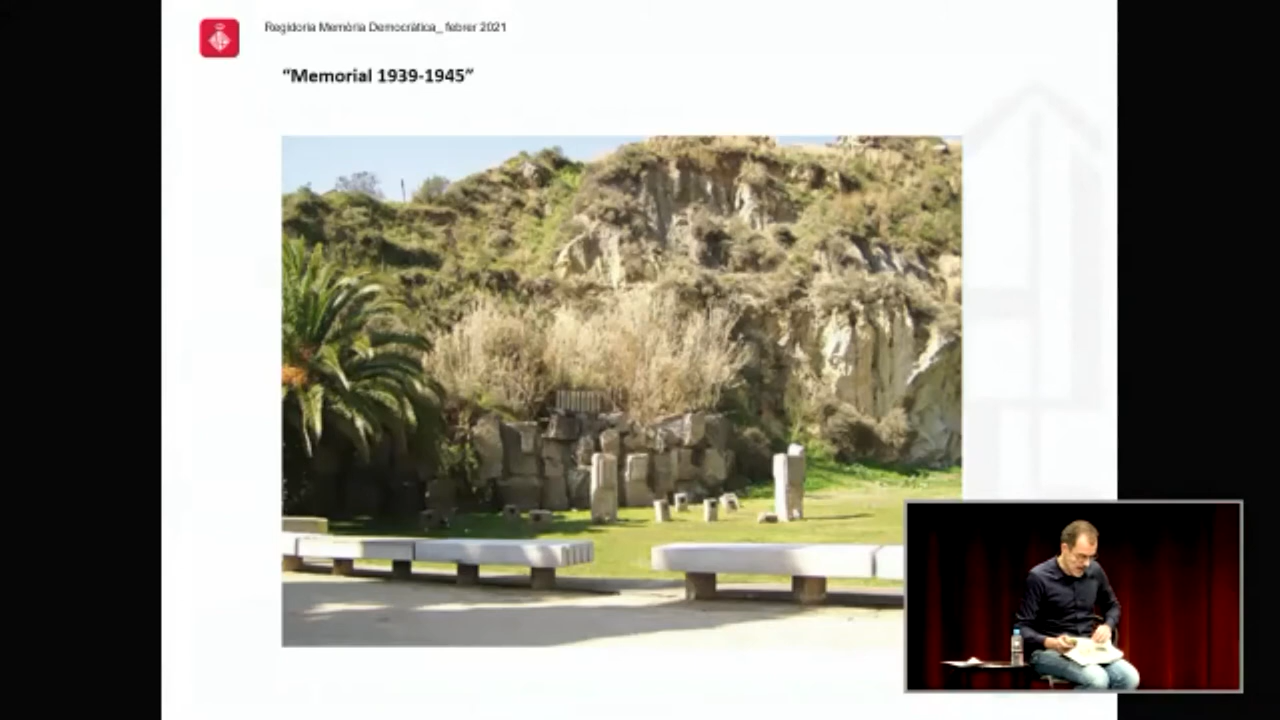 Regidoria Memòria Democràtica_ febrer 2021
“Memorial 1939-1945”